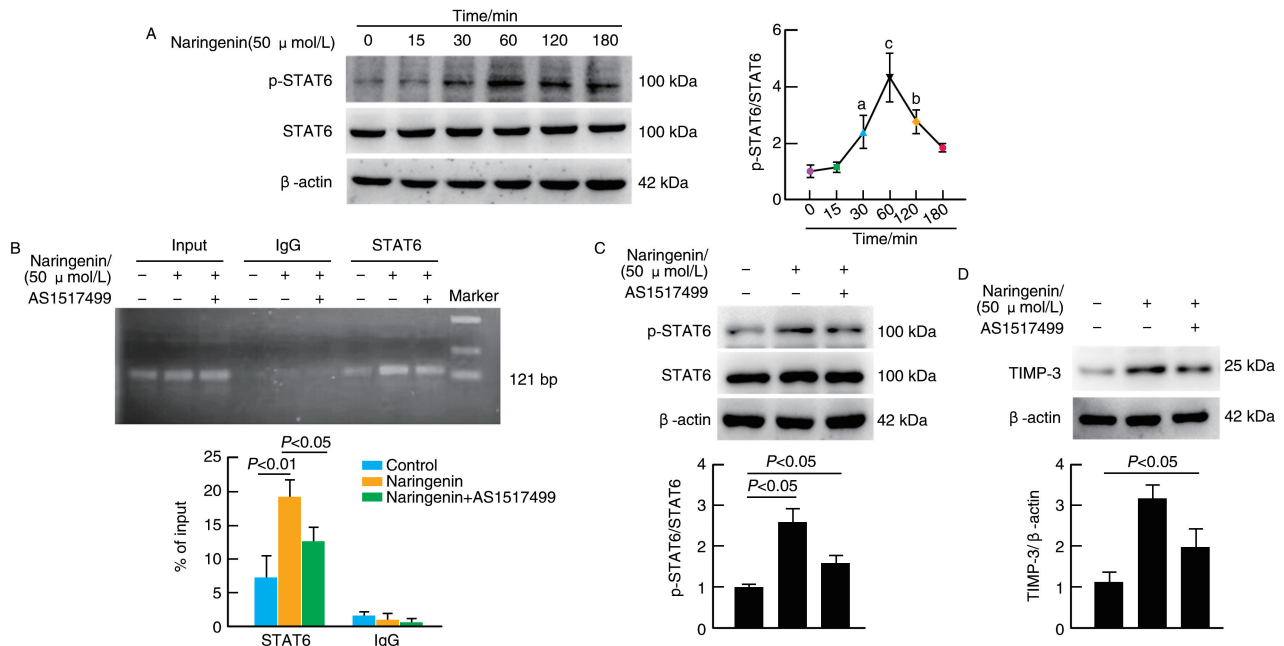 A
Time/min
Naringenin(50 μ mol/L) 0 15 30 60 120 180
p-STAT6 100 kDa
STAT6 100 kDa
β -actin 42 kDa
p-STAT6/STAT6
6
4
2
0
a
c
b
0 15 30 60 120 180
Time/min
B
Input IgG STAT6
Naringenin/
(50 μ mol/L) − + + − + + − + +
AS1517499 − − + − − + − − +
Marker
121 bp
% of input
25
20
15
10
5
0
P<0.01
P<0.05
Control
Naringenin
Naringenin+AS1517499
STAT6 IgG
C
Naringenin/
(50 μ mol/L) − + +
AS1517499 − − +
p-STAT6 100 kDa
STAT6 100 kDa
β -actin 42 kDa
p-STAT6/STAT6
4
3
2
1
0
P<0.05
P<0.05
D
Naringenin/
(50 μ mol/L) − + +
AS1517499 − − +
TIMP-3 25 kDa
β -actin 42 kDa
TIMP-3/ β -actin
4
3
2
1
0
P<0.05